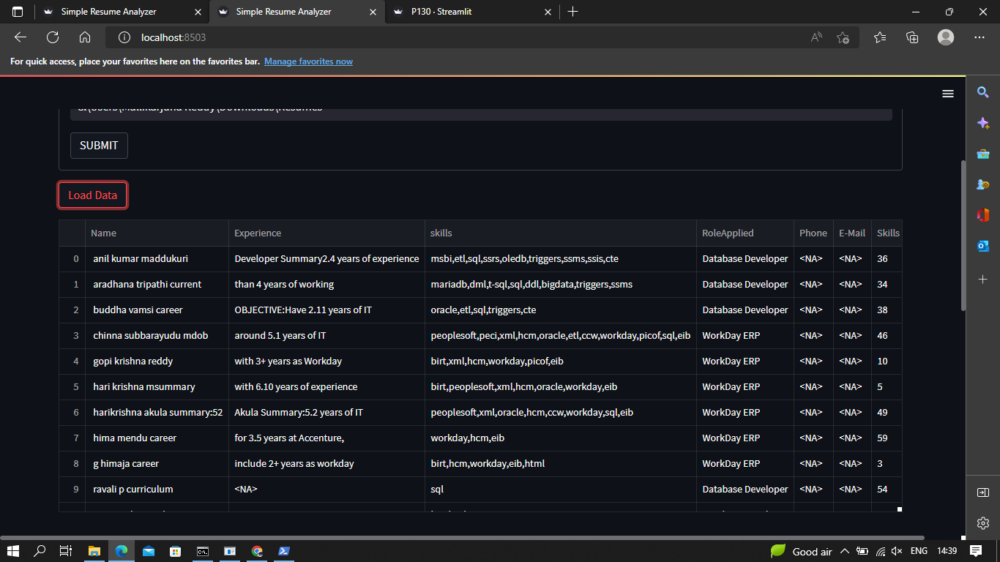 Simple Resume Analyzer
Simple Resume Analyzer
P130 · Streamlit
localhost:8503
For quick access, place your favorites here on the favorites bar. Manage favorites now
SUBMIT
Load Data
Name Experience skills RoleApplied Phone E-Mail Skills
0 anil kumar maddukuri Developer Summary2.4 years of experience msbi,etl,sql,ssrs,oledb,triggers,ssms,ssis,cte Database Developer <NA> <NA> 36
1 aradhana tripathi current than 4 years of working mariadb,dml,t-sql,sql,ddl,bigdata,triggers,ssms Database Developer <NA> <NA> 34
2 buddha vamsi career OBJECTIVE:Have 2.11 years of IT oracle,etl,sql,triggers,cte Database Developer <NA> <NA> 38
3 chinna subbarayudu mdob around 5.1 years of IT peoplesoft,peci,xml,hcm,oracle,etl,ccw,workday,picof,sql,eib WorkDay ERP <NA> <NA> 46
4 gopi krishna reddy with 3+ years as Workday birt,xml,hcm,workday,picof,eib WorkDay ERP <NA> <NA> 10
5 hari krishna msummary with 6.10 years of experience birt,peoplesoft,xml,hcm,oracle,workday,eib WorkDay ERP <NA> <NA> 5
6 harikrishna akula summary:52 Akula Summary:5.2 years of IT peoplesoft,xml,oracle,hcm,ccw,workday,sql,eib WorkDay ERP <NA> <NA> 49
7 hima mendu career for 3.5 years at Accenture, workday,hcm,eib WorkDay ERP <NA> <NA> 59
8 g himaja career include 2+ years as workday birt,hcm,workday,eib,html WorkDay ERP <NA> <NA> 3
9 ravali p curriculum <NA> sql Database Developer <NA> <NA> 54
Good air ENG 14:39